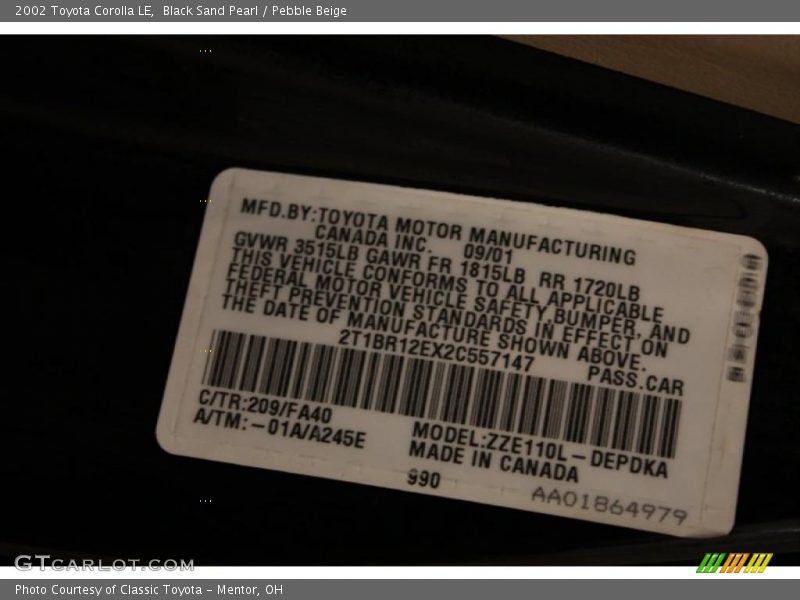 2002 Toyota Corolla LE,  Black Sand Pearl / Pebble Beige
MFD.BY:TOYOTA MOTOR MANUFACTURING
CANADA INC.    09/01
GVWR 3515LB GAWR FR 1815LB  RR 1720LB
THIS VEHICLE CONFORMS TO ALL APPLICABLE
FEDERAL MOTOR VEHICLE SAFETY,BUMPER, AND
THEFT PREVENTION STANDARDS IN EFFECT ON
THE DATE OF MANUFACTURE SHOWN ABOVE.
2T1BR12EX2C557147    PASS.CAR
C/TR:209/FA40    MODEL:ZZE110L-DEPDKA
A/TM:-01A/A245E    MADE IN CANADA
990    AA01864979
GTCARLOT.COM
Photo Courtesy of Classic Toyota - Mentor, OH